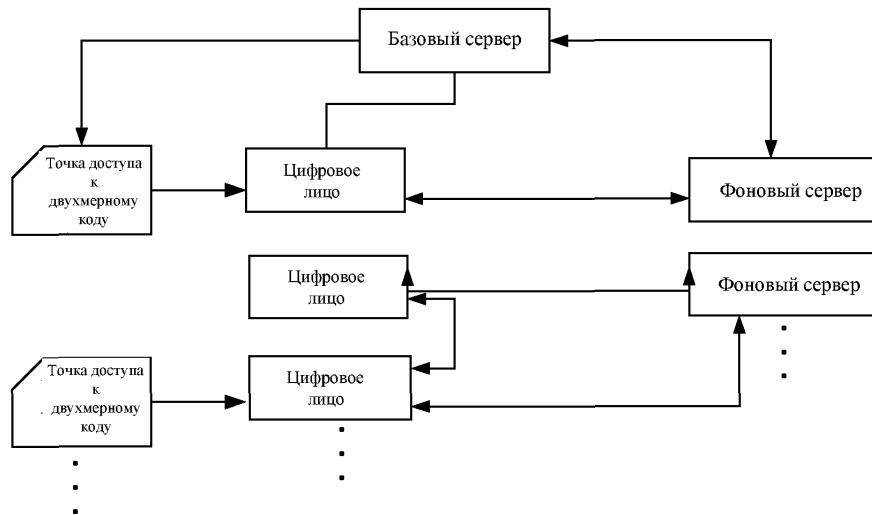 Базовый сервер
Точка доступа
к
двухмерному
коду
Цифровое
лицо
Фоновый сервер
Цифровое
лицо
Фоновый сервер
Точка доступа
к
двухмерному
коду
Цифровое
лицо